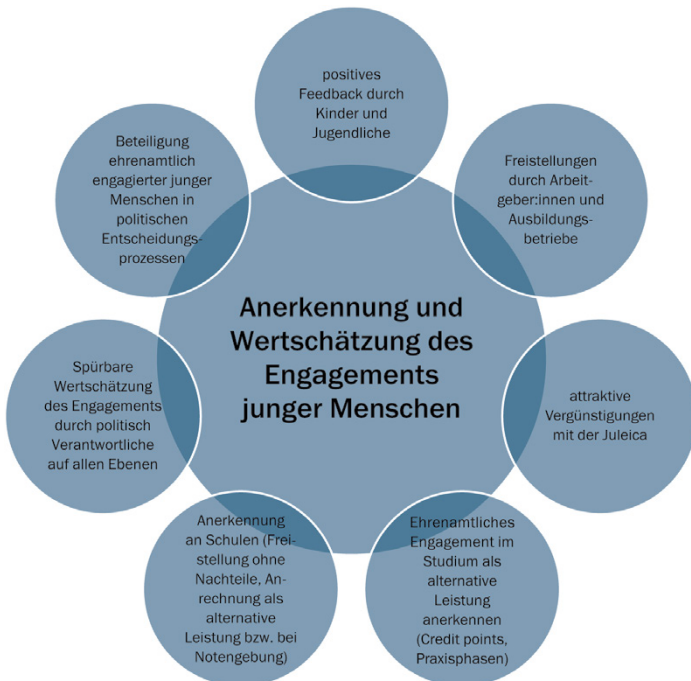 positives
Feedback durch
Kinder und
Jugendliche
Freistellungen
durch Arbeit-
geber:innen und
Ausbildungs-
betriebe
attraktive
Vergünstigungen
mit der Juleica
Ehrenamtliches
Engagement im
Studium als
alternative
Leistung
anerkennen
(Credit points,
Praxisphasen)
Anerkennung
an Schulen (Frei-
stellung ohne
Nachteile, An-
rechnung als
alternative
Leistung bzw. bei
Notengebung)
Spürbare
Wertschätzung
des Engagements
durch politisch
Verantwortliche
auf allen Ebenen
Beteiligung
ehrenamtlich
engagierter junger
Menschen in
politischen
Entscheidungs-
prozessen
Anerkennung und
Wertschätzung des
Engagements
junger Menschen